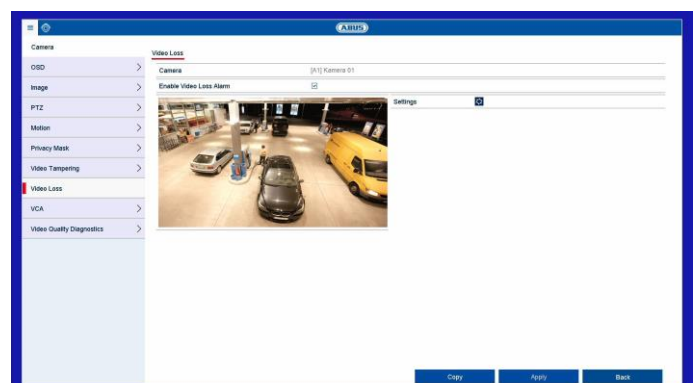 ABUS
Camera
OSD
Image
PTZ
Motion
Privacy Mask
Video Tampering
Video Loss
VCA
Video Quality Diagnostics
Video Loss
Camera [A1] Kamera 01
Enable Video Loss Alarm
Settings
Copy Apply Back